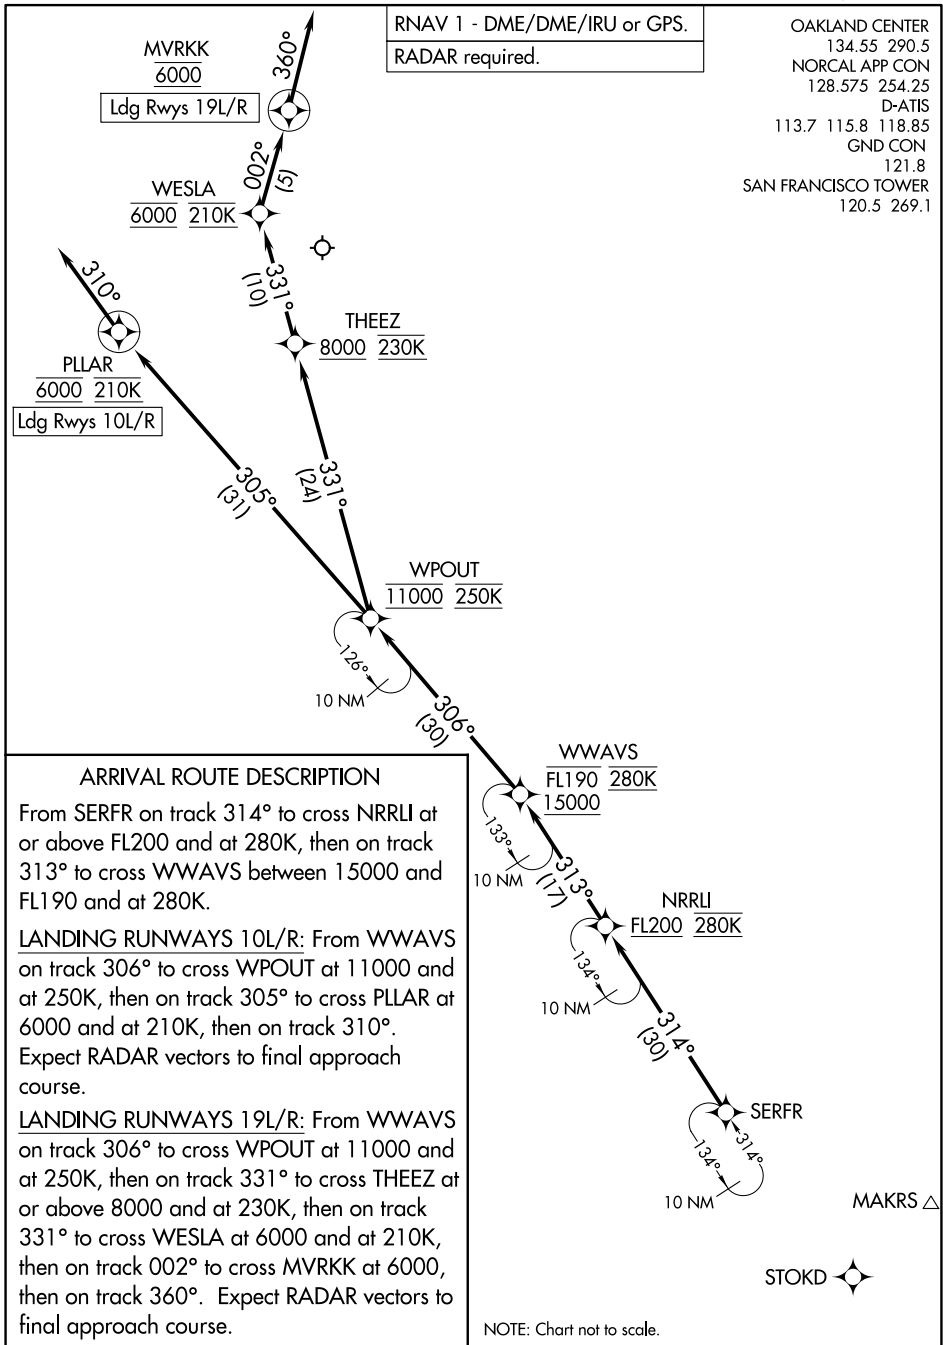 RNAV 1 - DME/DME/IRU or GPS.
RADAR required.
OAKLAND CENTER
134.55 290.5
NORCAL APP CON
128.575 254.25
D-ATIS
113.7 115.8 118.85
GND CON
121.8
SAN FRANCISCO TOWER
120.5 269.1
MVRKK
6000
Ldg Rwys 19L/R
360°
002°
(5)
WESLA
6000 210K
331°
(10)
310°
THEEZ
8000 230K
PLLAR
6000 210K
Ldg Rwys 10L/R
305°
(31)
331°
(24)
WPOUT
11000 250K
126°
10 NM
306°
(30)
WWAVS
FL190 280K
15000
133°
10 NM
313°
(17)
NRRLI
FL200 280K
134°
10 NM
314°
(30)
SERFR
134°
314°
10 NM
MAKRS
STOKD
ARRIVAL ROUTE DESCRIPTION
From SERFR on track 314° to cross NRRLI at
or above FL200 and at 280K, then on track
313° to cross WWAVS between 15000 and
FL190 and at 280K.
LANDING RUNWAYS 10L/R: From WWAVS
on track 306° to cross WPOUT at 11000 and
at 250K, then on track 305° to cross PLLAR at
6000 and at 210K, then on track 310°.
Expect RADAR vectors to final approach
course.
LANDING RUNWAYS 19L/R: From WWAVS
on track 306° to cross WPOUT at 11000 and
at 250K, then on track 331° to cross THEEZ at
or above 8000 and at 230K, then on track
331° to cross WESLA at 6000 and at 210K,
then on track 002° to cross MVRKK at 6000,
then on track 360°. Expect RADAR vectors to
final approach course.
NOTE: Chart not to scale.